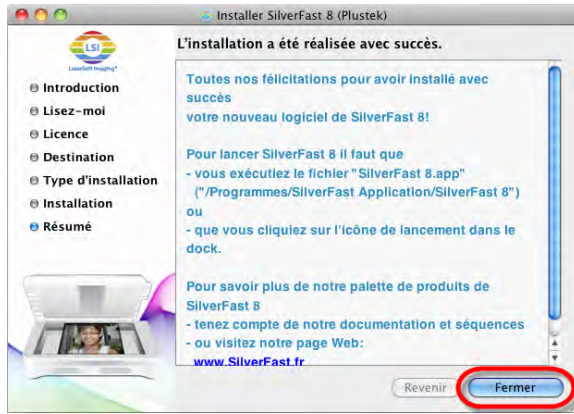 Installer SilverFast 8 (Plustek)
LSI
LaserSoft Imaging
L'installation a été réalisée avec succès.
Introduction
Lisez-moi
Licence
Destination
Type d'installation
Installation
Résumé
Toutes nos félicitations pour avoir installé avec
succès
votre nouveau logiciel de SilverFast 8!
Pour lancer SilverFast 8 il faut que
- vous exécutiez le fichier "SilverFast 8.app"
("/Programmes/SilverFast Application/SilverFast 8")
ou
- que vous cliquiez sur l'icône de lancement dans le
dock.
Pour savoir plus de notre palette de produits de
SilverFast 8
- tenez compte de notre documentation et séquences
- ou visitez notre page Web:
www.SilverFast.fr
Revenir
Fermer